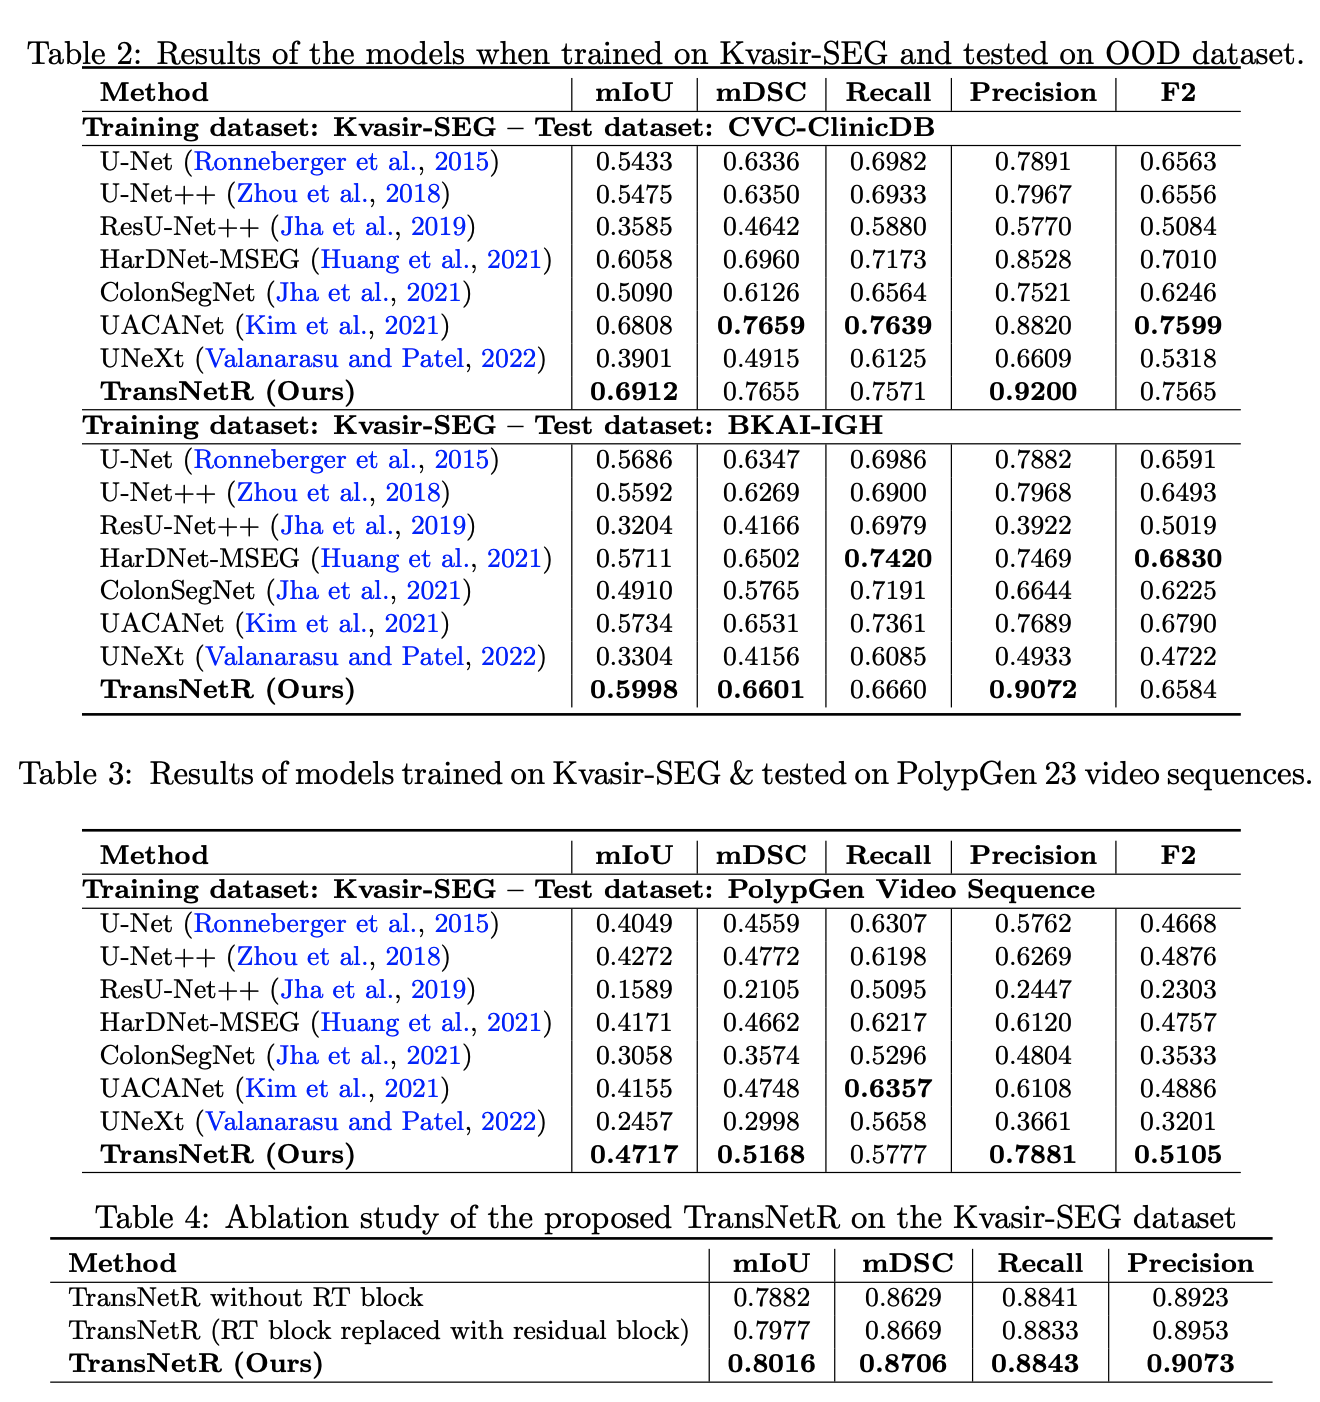 Table 2: Results of the models when trained on Kvasir-SEG and tested on OOD dataset.
Method mIoU mDSC Recall Precision F2
Training dataset: Kvasir-SEG – Test dataset: CVC-ClinicDB
U-Net (Ronneberger et al., 2015) 0.5433 0.6336 0.6982 0.7891 0.6563
U-Net++ (Zhou et al., 2018) 0.5475 0.6350 0.6933 0.7967 0.6556
ResU-Net++ (Jha et al., 2019) 0.3585 0.4642 0.5880 0.5770 0.5084
HarDNet-MSEG (Huang et al., 2021) 0.6058 0.6960 0.7173 0.8528 0.7010
ColonSegNet (Jha et al., 2021) 0.5090 0.6126 0.6564 0.7521 0.6246
UACANet (Kim et al., 2021) 0.6808 0.7659 0.7639 0.8820 0.7599
UNeXt (Valanarasu and Patel, 2022) 0.3901 0.4915 0.6125 0.6609 0.5318
TransNetR (Ours) 0.6912 0.7655 0.7571 0.9200 0.7565
Training dataset: Kvasir-SEG – Test dataset: BKAI-IGH
U-Net (Ronneberger et al., 2015) 0.5686 0.6347 0.6986 0.7882 0.6591
U-Net++ (Zhou et al., 2018) 0.5592 0.6269 0.6900 0.7968 0.6493
ResU-Net++ (Jha et al., 2019) 0.3204 0.4166 0.6979 0.3922 0.5019
HarDNet-MSEG (Huang et al., 2021) 0.5711 0.6502 0.7420 0.7469 0.6830
ColonSegNet (Jha et al., 2021) 0.4910 0.5765 0.7191 0.6644 0.6225
UACANet (Kim et al., 2021) 0.5734 0.6531 0.7361 0.7689 0.6790
UNeXt (Valanarasu and Patel, 2022) 0.3304 0.4156 0.6085 0.4933 0.4722
TransNetR (Ours) 0.5998 0.6601 0.6660 0.9072 0.6584
Table 3: Results of models trained on Kvasir-SEG & tested on PolypGen 23 video sequences.
Method mIoU mDSC Recall Precision F2
Training dataset: Kvasir-SEG – Test dataset: PolypGen Video Sequence
U-Net (Ronneberger et al., 2015) 0.4049 0.4559 0.6307 0.5762 0.4668
U-Net++ (Zhou et al., 2018) 0.4272 0.4772 0.6198 0.6269 0.4876
ResU-Net++ (Jha et al., 2019) 0.1589 0.2105 0.5095 0.2447 0.2303
HarDNet-MSEG (Huang et al., 2021) 0.4171 0.4662 0.6217 0.6120 0.4757
ColonSegNet (Jha et al., 2021) 0.3058 0.3574 0.5296 0.4804 0.3533
UACANet (Kim et al., 2021) 0.4155 0.4748 0.6357 0.6108 0.4886
UNeXt (Valanarasu and Patel, 2022) 0.2457 0.2998 0.5658 0.3661 0.3201
TransNetR (Ours) 0.4717 0.5168 0.5777 0.7881 0.5105
Table 4: Ablation study of the proposed TransNetR on the Kvasir-SEG dataset
Method mIoU mDSC Recall Precision
TransNetR without RT block 0.7882 0.8629 0.8841 0.8923
TransNetR (RT block replaced with residual block) 0.7977 0.8669 0.8833 0.8953
TransNetR (Ours) 0.8016 0.8706 0.8843 0.9073